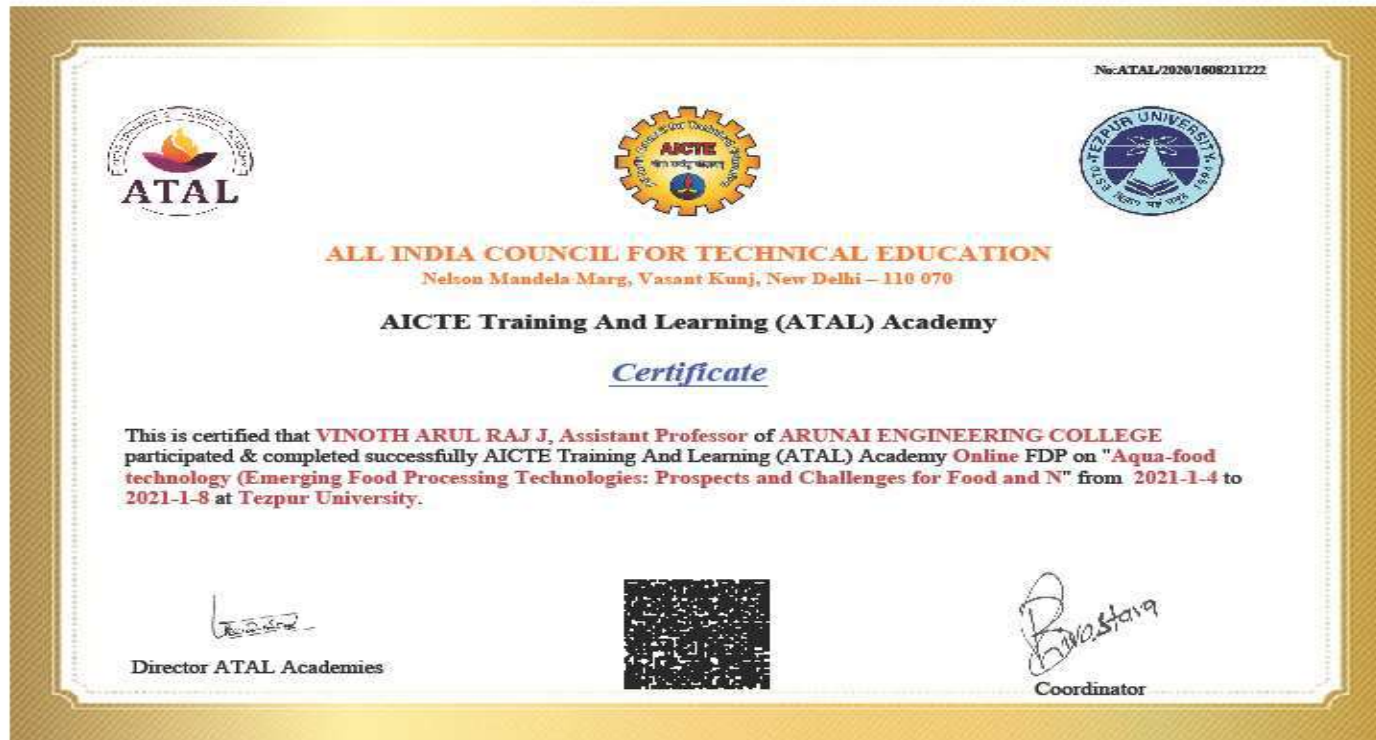 No:ATAL/2020/1608211222
ATAL
AICTE
TEZPUR UNIVERSITY
ESTD 1994
ALL INDIA COUNCIL FOR TECHNICAL EDUCATION
Nelson Mandela Marg, Vasant Kunj, New Delhi – 110 070
AICTE Training And Learning (ATAL) Academy
Certificate
This is certified that VINOTH ARUL RAJ J, Assistant Professor of ARUNAI ENGINEERING COLLEGE
participated & completed successfully AICTE Training And Learning (ATAL) Academy Online FDP on "Aqua-food
technology (Emerging Food Processing Technologies: Prospects and Challenges for Food and N" from 2021-1-4 to
2021-1-8 at Tezpur University.
Director ATAL Academies
Coordinator